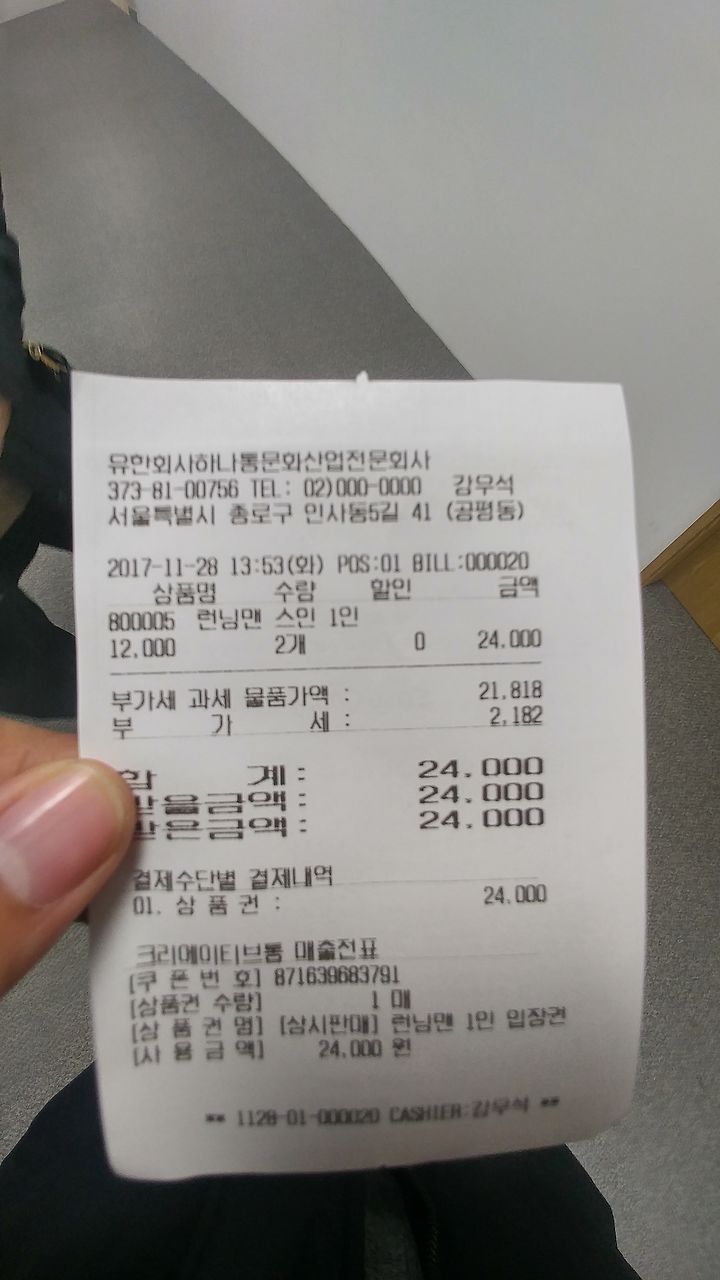 유한회사하나통문화산업전문회사
373-81-00756 TEL: 02)000-0000 강우석
서울특별시 종로구 인사동5길 41 (공평동)
2017-11-28 13:53(화) POS:01 BILL:000020
상품명 수량 할인 금액
800005 런닝맨 스인 1인
12.000 2개 0 24.000
부가세 과세 물품가액 : 21.818
부 가 세 : 2.182
합 계 : 24.000
받을금액 : 24.000
받은금액 : 24.000
결제수단별 결제내역
01. 상 품 권 : 24.000
크리에이티브통 매출전표
[쿠 폰 번 호] 871639683791
[상품권 수량] 1 매
[상 품 권 명] [상시판매] 런닝맨 1인 입장권
[사 용 금 액] 24.000 원
** 1128-01-000020 CASHIER:강우석 **